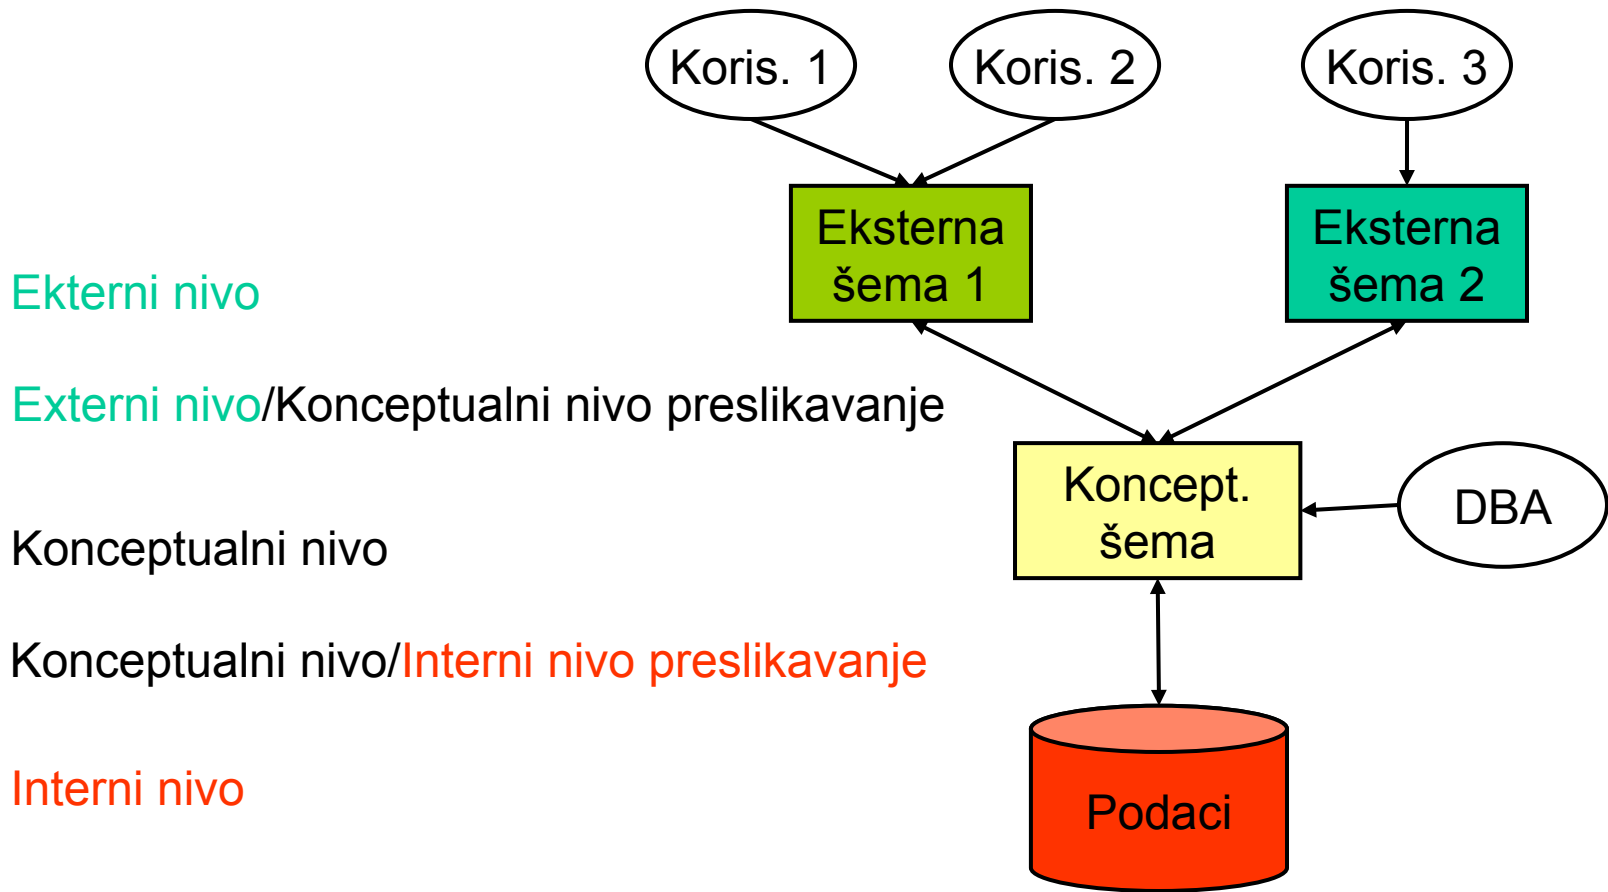 Koris. 1
Koris. 2
Koris. 3
Eksterna
šema 1
Eksterna
šema 2
Ekterni nivo
Externi nivo/Konceptualni nivo preslikavanje
Koncept.
šema
DBA
Konceptualni nivo
Konceptualni nivo/Interni nivo preslikavanje
Interni nivo
Podaci